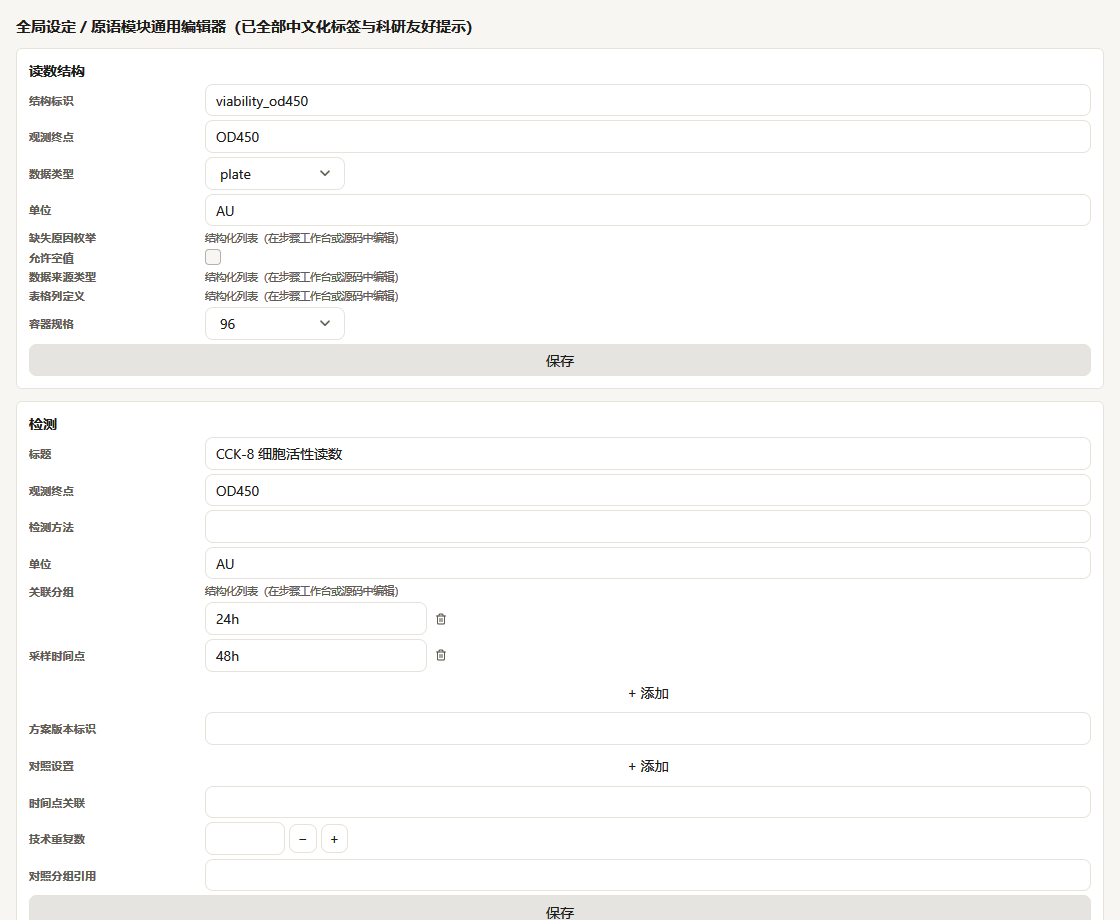 全局设定 / 原语模块通用编辑器（已全部中文化标签与科研友好提示）
读数结构
结构标识 viability_od450
观测终点 OD450
数据类型 plate
单位 AU
缺失原因枚举 结构化列表（在步骤工作台或源码中编辑）
允许空值
数据来源类型 结构化列表（在步骤工作台或源码中编辑）
表格列定义 结构化列表（在步骤工作台或源码中编辑）
容器规格 96
保存
检测
标题 CCK-8 细胞活性读数
观测终点 OD450
检测方法
单位 AU
关联分组 结构化列表（在步骤工作台或源码中编辑）
24h
采样时间点 48h
+ 添加
方案版本标识
对照设置 + 添加
时间点关联
技术重复数 − +
对照分组引用
保存